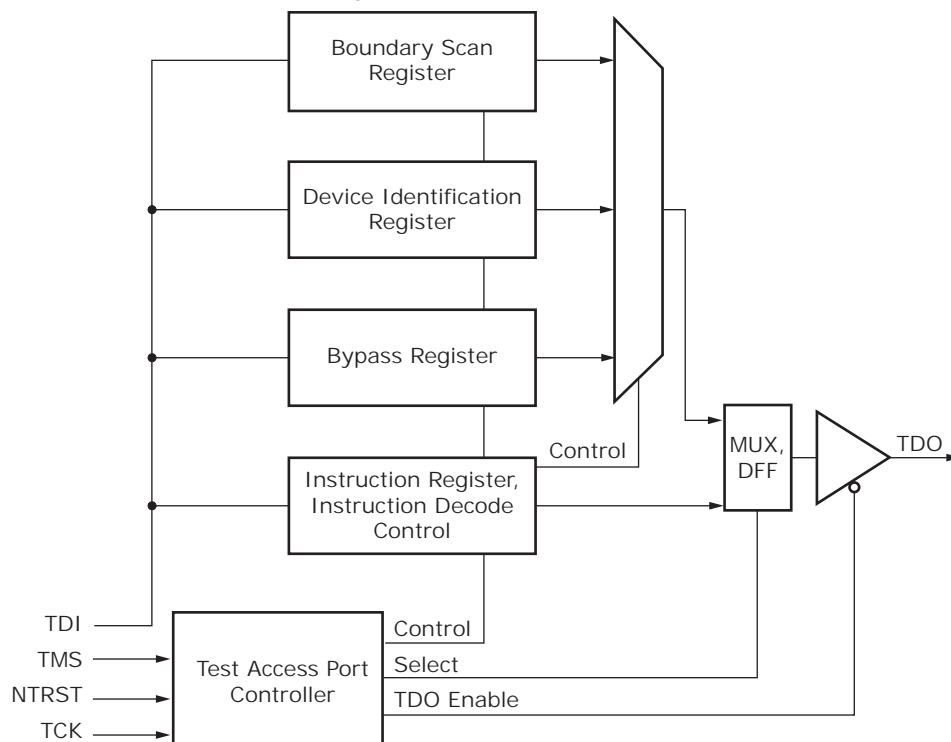 Boundary Scan
Register
Device Identification
Register
Bypass Register
Control
Instruction Register,
Instruction Decode
Control
MUX,
DFF
TDO
TDI
TMS
NTRST
TCK
Test Access Port
Controller
Control
Select
TDO Enable